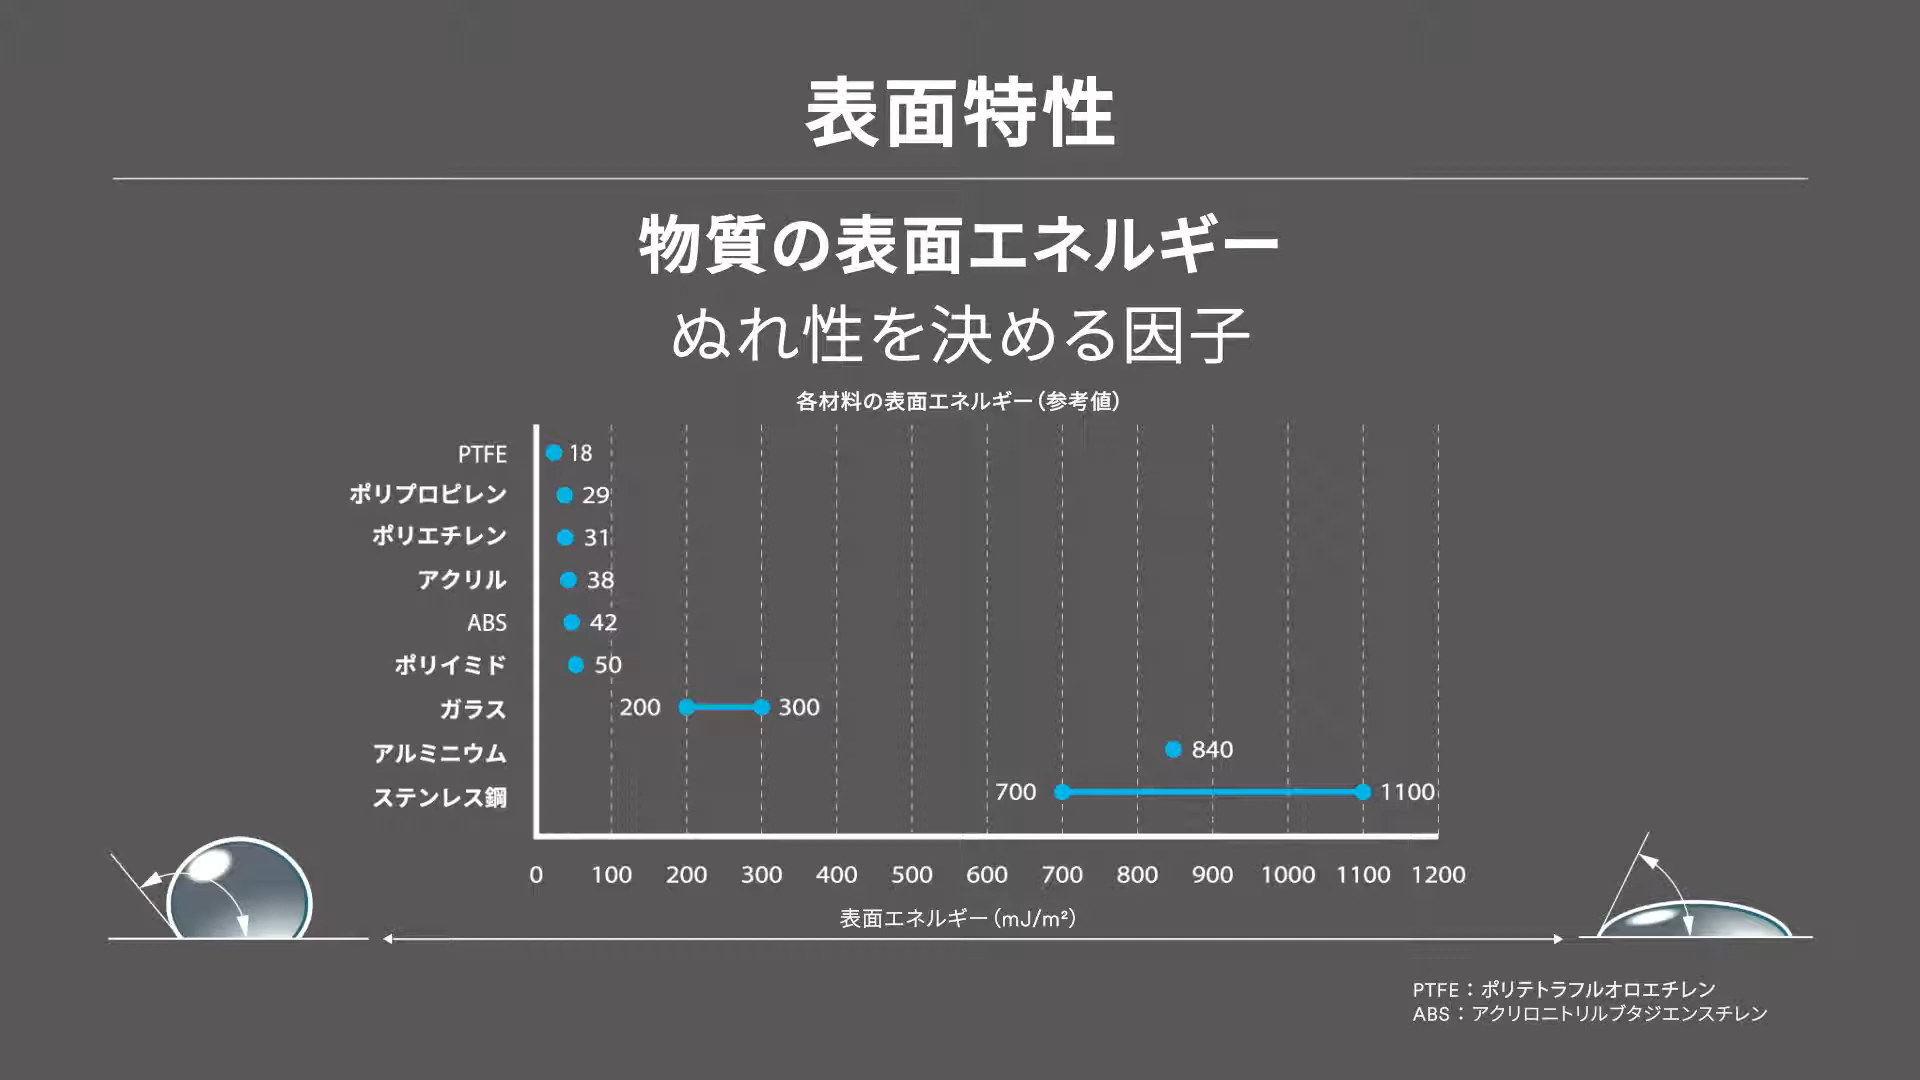 表面特性
物質の表面エネルギー
ぬれ性を決める因子
各材料の表面エネルギー（参考値）
PTFE 18
ポリプロピレン 29
ポリエチレン 31
アクリル 38
ABS 42
ポリイミド 50
ガラス 200 300
アルミニウム 840
ステンレス鋼 700 1100
0 100 200 300 400 500 600 700 800 900 1000 1100 1200
表面エネルギー（mJ/m²）
PTFE：ポリテトラフルオロエチレン
ABS：アクリロニトリルブタジエンスチレン